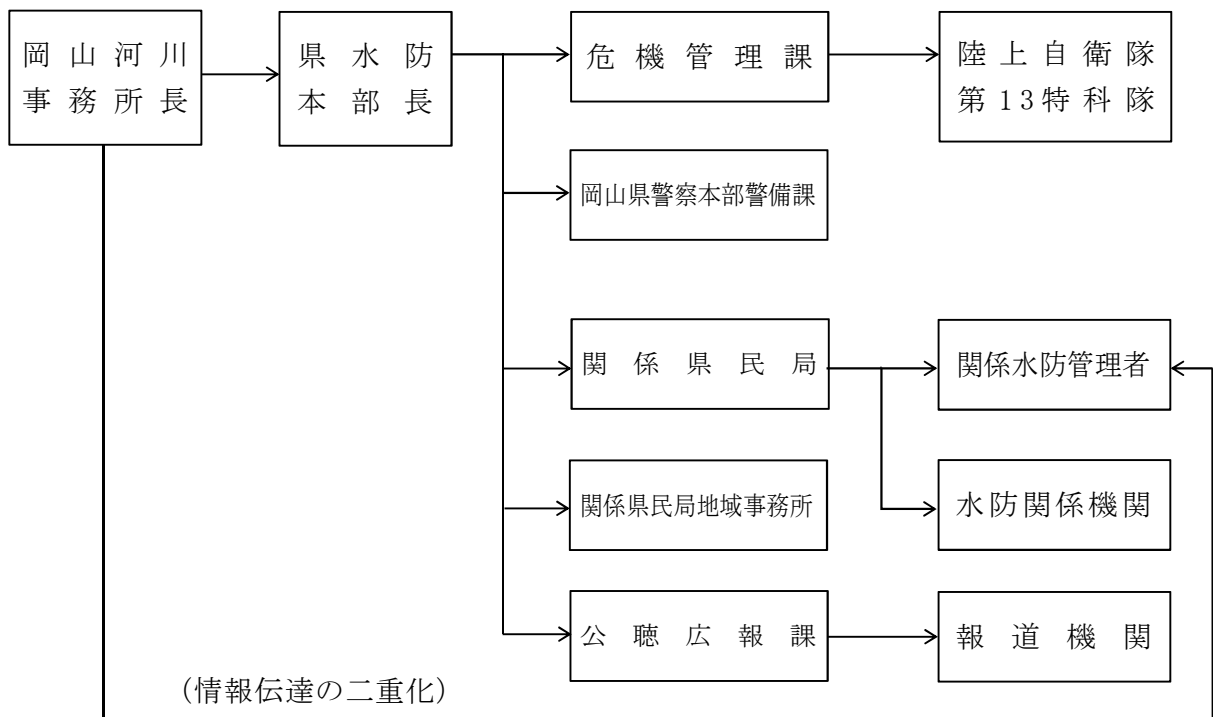 岡山河川
事務所長
県水防
本部長
危機管理課
陸上自衛隊
第13特科隊
岡山県警察本部警備課
関係県民局
関係水防管理者
関係県民局地域事務所
水防関係機関
公聴広報課
報道機関
(情報伝達の二重化)